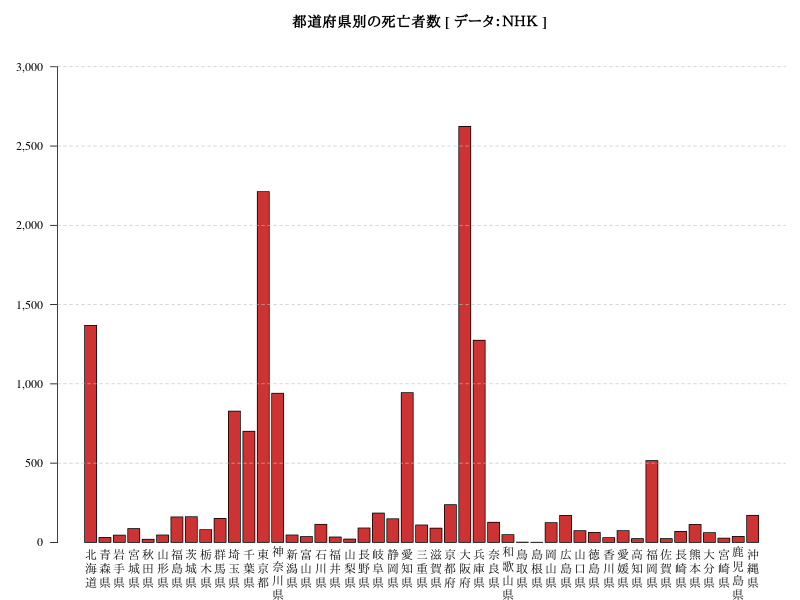 都道府県別の死亡者数 [ データ：NHK ]
3,000
2,500
2,000
1,500
1,000
500
0
北海道
青森県
岩手県
宮城県
秋田県
山形県
福島県
茨城県
栃木県
群馬県
埼玉県
千葉県
東京都
神奈川県
新潟県
富山県
石川県
福井県
山梨県
長野県
岐阜県
静岡県
愛知県
三重県
滋賀県
京都府
大阪府
兵庫県
奈良県
和歌山県
鳥取県
島根県
岡山県
広島県
山口県
徳島県
香川県
愛媛県
高知県
福岡県
佐賀県
長崎県
熊本県
大分県
宮崎県
鹿児島県
沖縄県